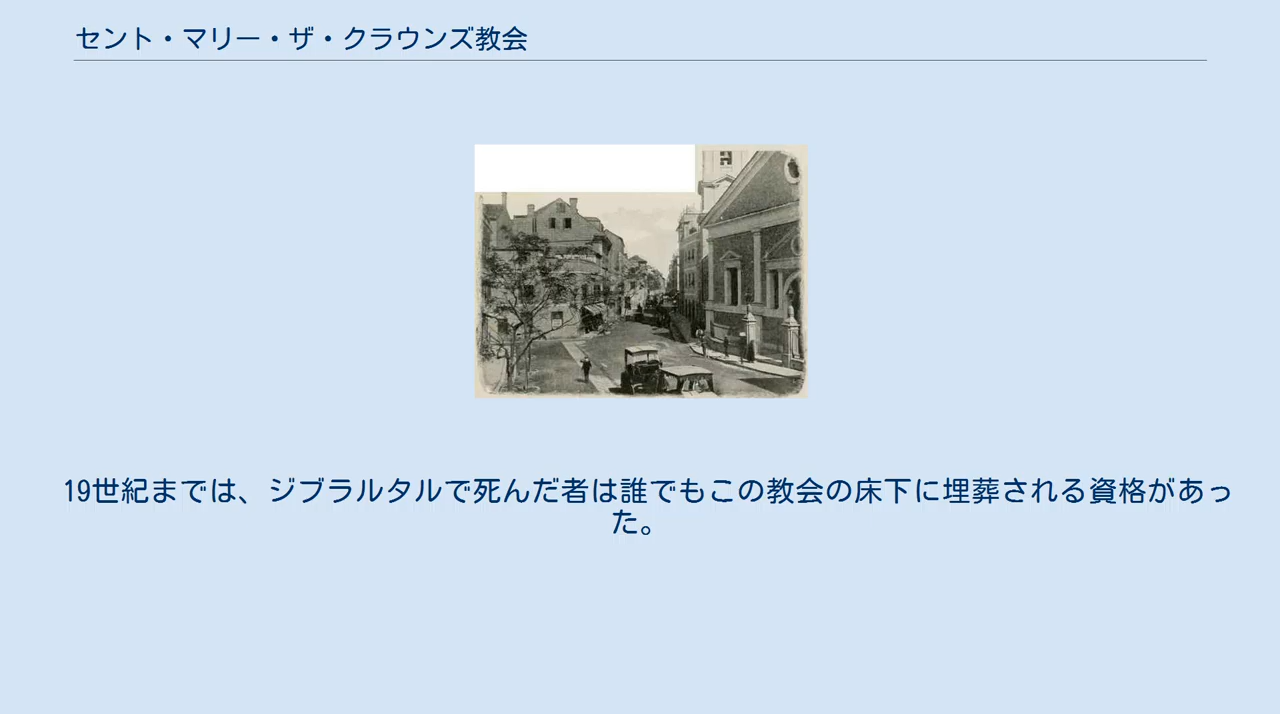 セント・マリー・ザ・クラウンズ教会
19世紀までは、ジブラルタルで死んだ者は誰でもこの教会の床下に埋葬される資格があっ
た。